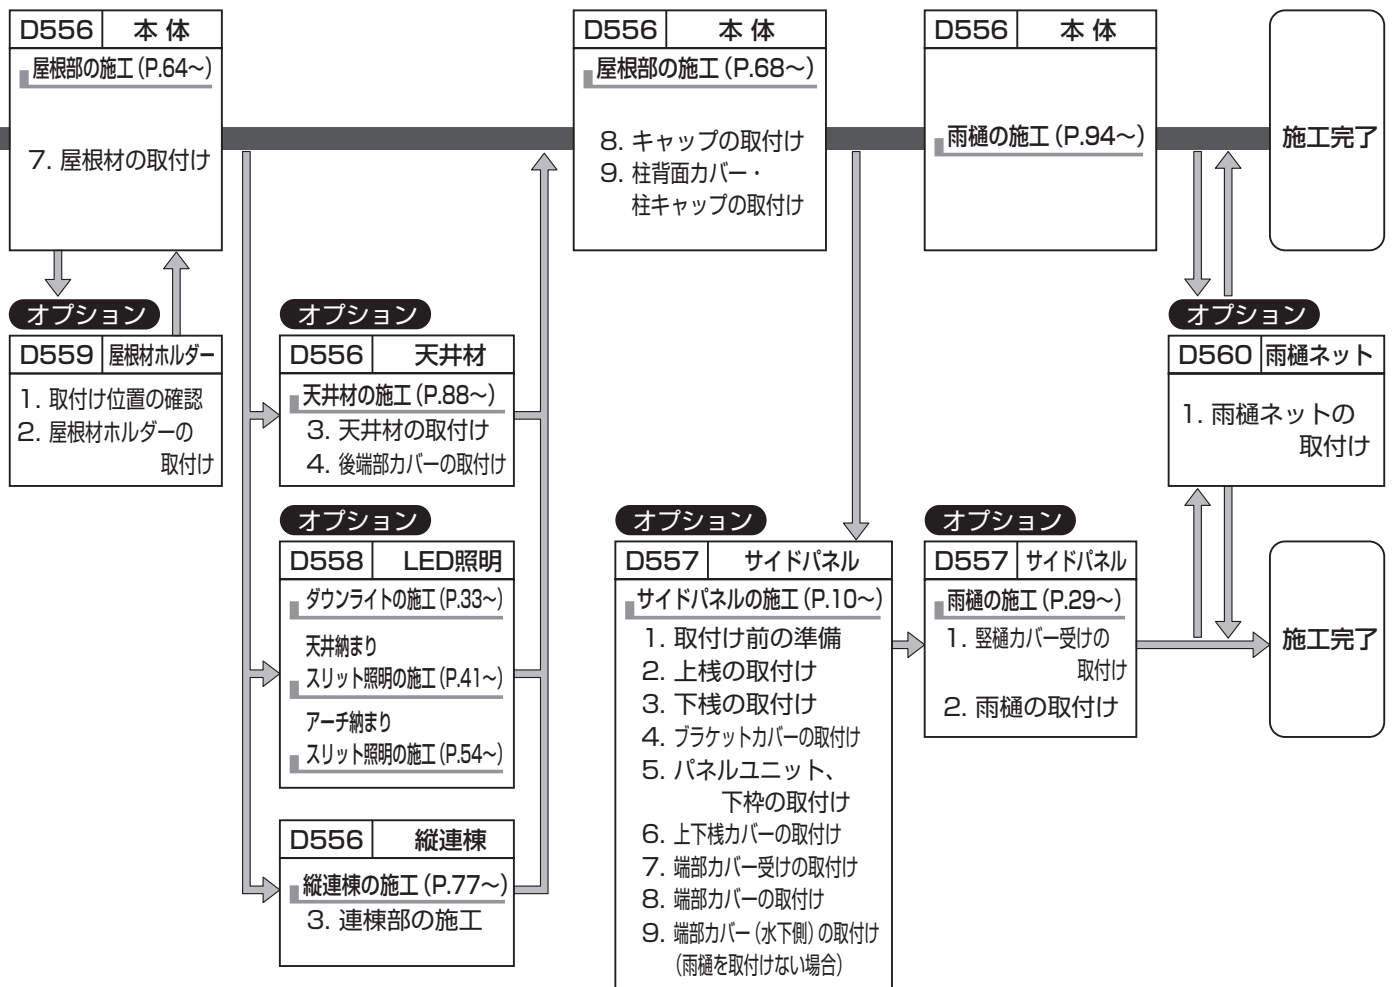 D556 本体
屋根部の施工(P.64〜)
7. 屋根材の取付け
オプション
D559 屋根材ホルダー
1. 取付け位置の確認
2. 屋根材ホルダーの
取付け
オプション
D556 天井材
天井材の施工(P.88〜)
3. 天井材の取付け
4. 後端部カバーの取付け
オプション
D558 LED照明
ダウンライトの施工(P.33〜)
天井納まり
スリット照明の施工(P.41〜)
アーチ納まり
スリット照明の施工(P.54〜)
D556 縦連棟
縦連棟の施工(P.77〜)
3. 連棟部の施工
D556 本体
屋根部の施工(P.68〜)
8. キャップの取付け
9. 柱背面カバー・
柱キャップの取付け
オプション
D557 サイドパネル
サイドパネルの施工(P.10〜)
1. 取付け前の準備
2. 上桟の取付け
3. 下桟の取付け
4. ブラケットカバーの取付け
5. パネルユニット、
下枠の取付け
6. 上下桟カバーの取付け
7. 端部カバー受けの取付け
8. 端部カバーの取付け
9. 端部カバー(水下側)の取付け
(雨樋を取付けない場合)
D556 本体
雨樋の施工(P.94〜)
オプション
D557 サイドパネル
雨樋の施工(P.29〜)
1. 竪樋カバー受けの
取付け
2. 雨樋の取付け
施工完了
オプション
D560 雨樋ネット
1. 雨樋ネットの
取付け
施工完了